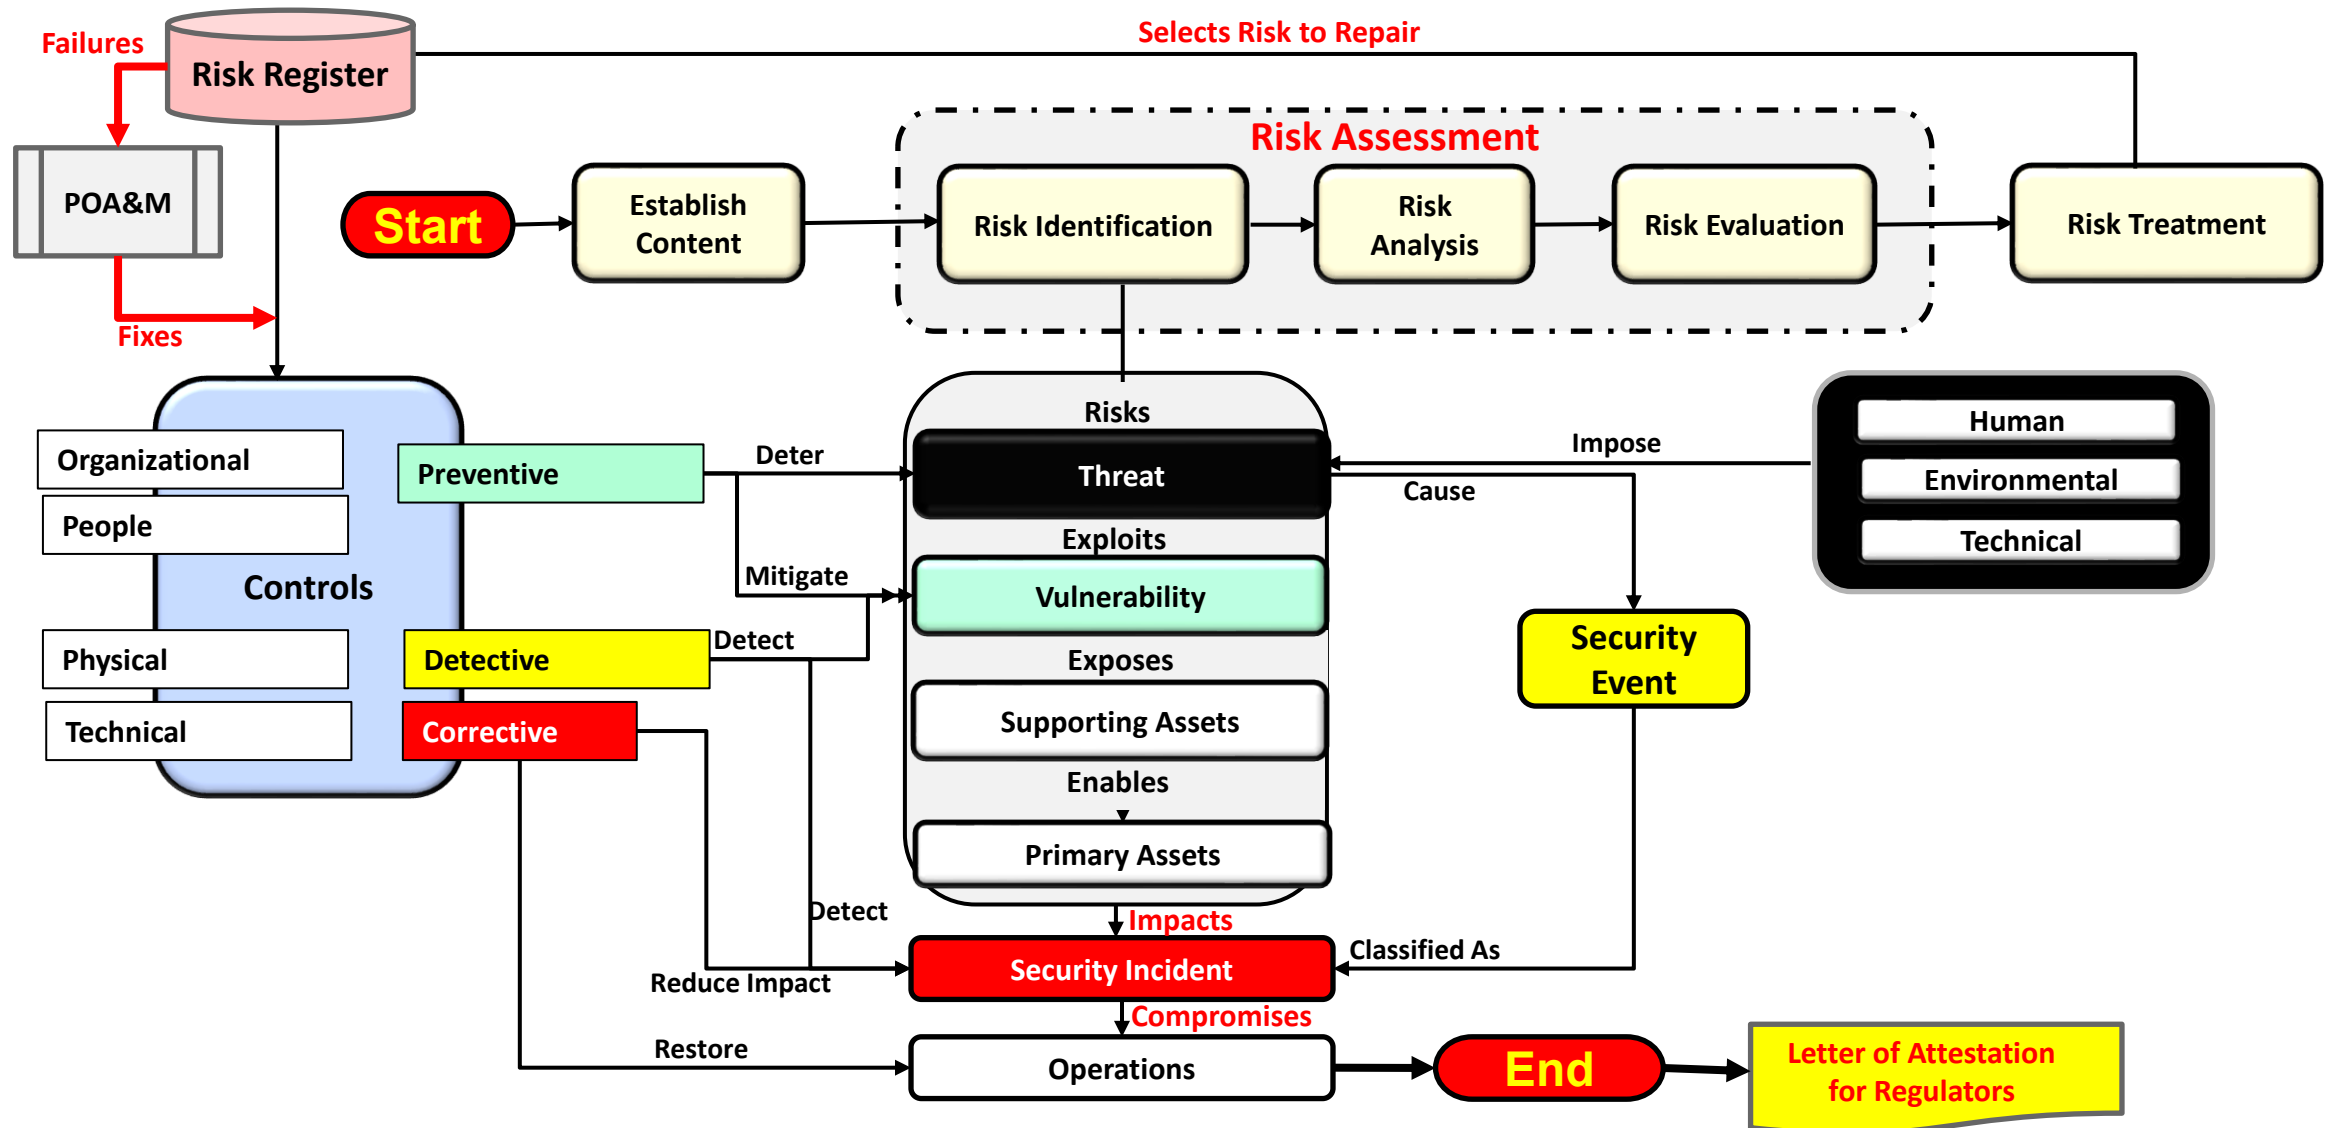 Failures
Risk Register
Selects Risk to Repair
POA&M
Fixes
Start
Establish
Content
Risk Assessment
Risk Identification
Risk
Analysis
Risk Evaluation
Risk Treatment
Organizational
People
Controls
Physical
Technical
Preventive
Detective
Corrective
Deter
Mitigate
Detect
Detect
Reduce Impact
Restore
Risks
Threat
Exploits
Vulnerability
Exposes
Supporting Assets
Enables
Primary Assets
Impacts
Security Incident
Compromises
Operations
Impose
Cause
Human
Environmental
Technical
Security
Event
Classified As
End
Letter of Attestation
for Regulators